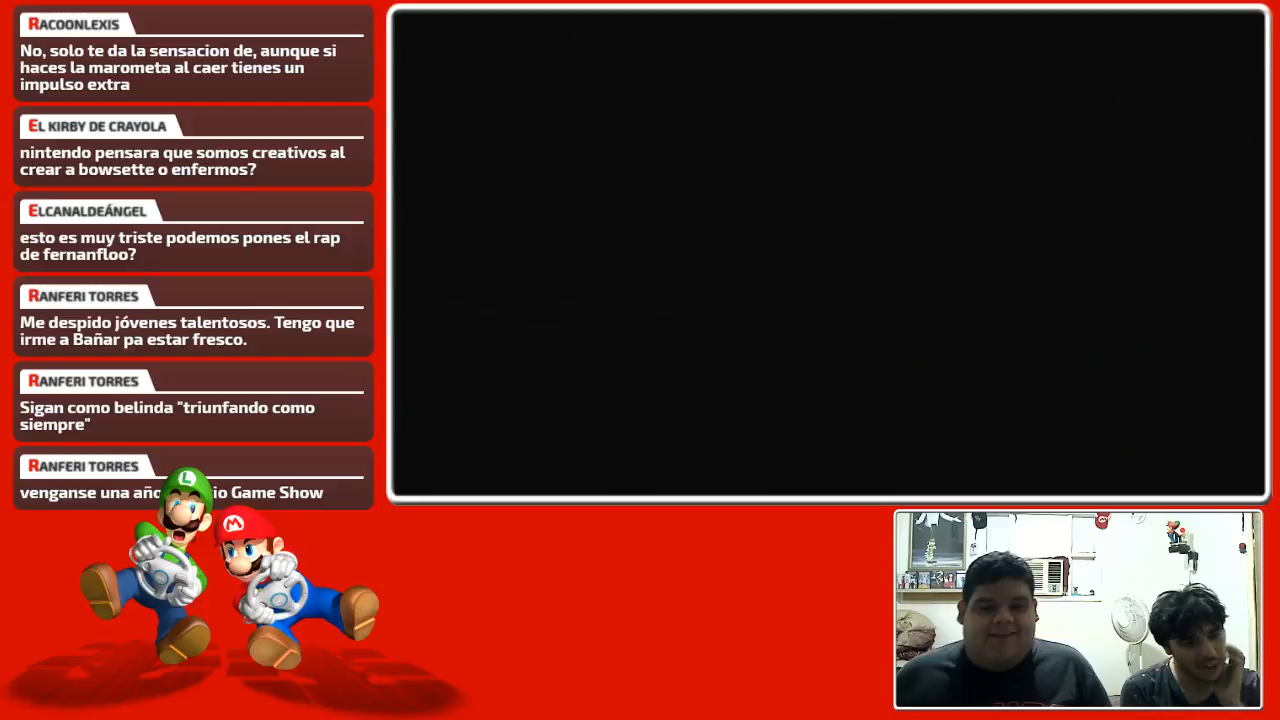 RACOONLEXIS
No, solo te da la sensacion de, aunque si
haces la marometa al caer tienes un
impulso extra
EL KIRBY DE CRAYOLA
nintendo pensara que somos creativos al
crear a bowsette o enfermos?
ELCANALDEÁNGEL
esto es muy triste podemos pones el rap
de fernanfloo?
RANFERI TORRES
Me despido jóvenes talentosos. Tengo que
irme a Bañar pa estar fresco.
RANFERI TORRES
Sigan como belinda "triunfando como
siempre"
RANFERI TORRES
venganse una año Game Show
L
M